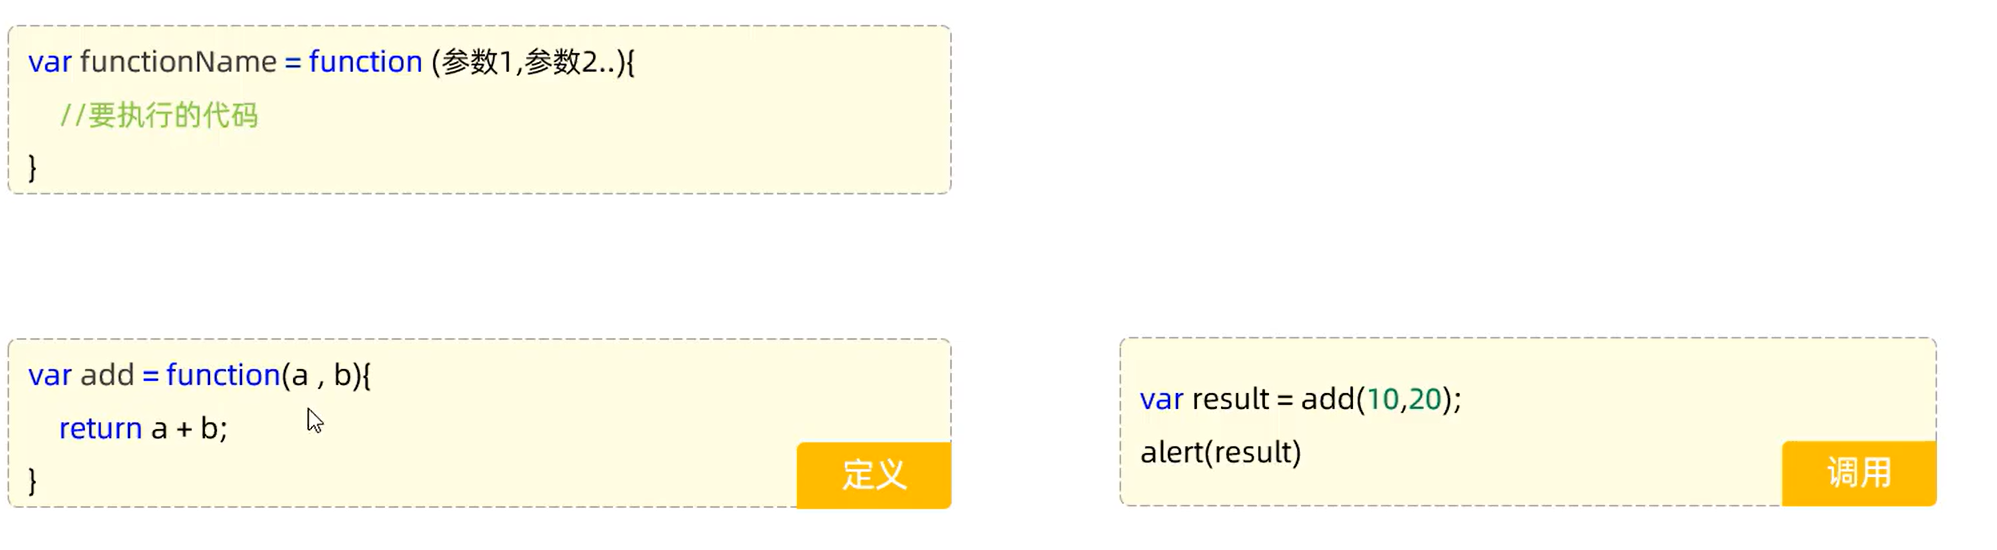 var functionName = function (参数1,参数2..){
//要执行的代码
}
var add = function(a , b){
return a + b;
}
定义
var result = add(10,20);
alert(result)
调用